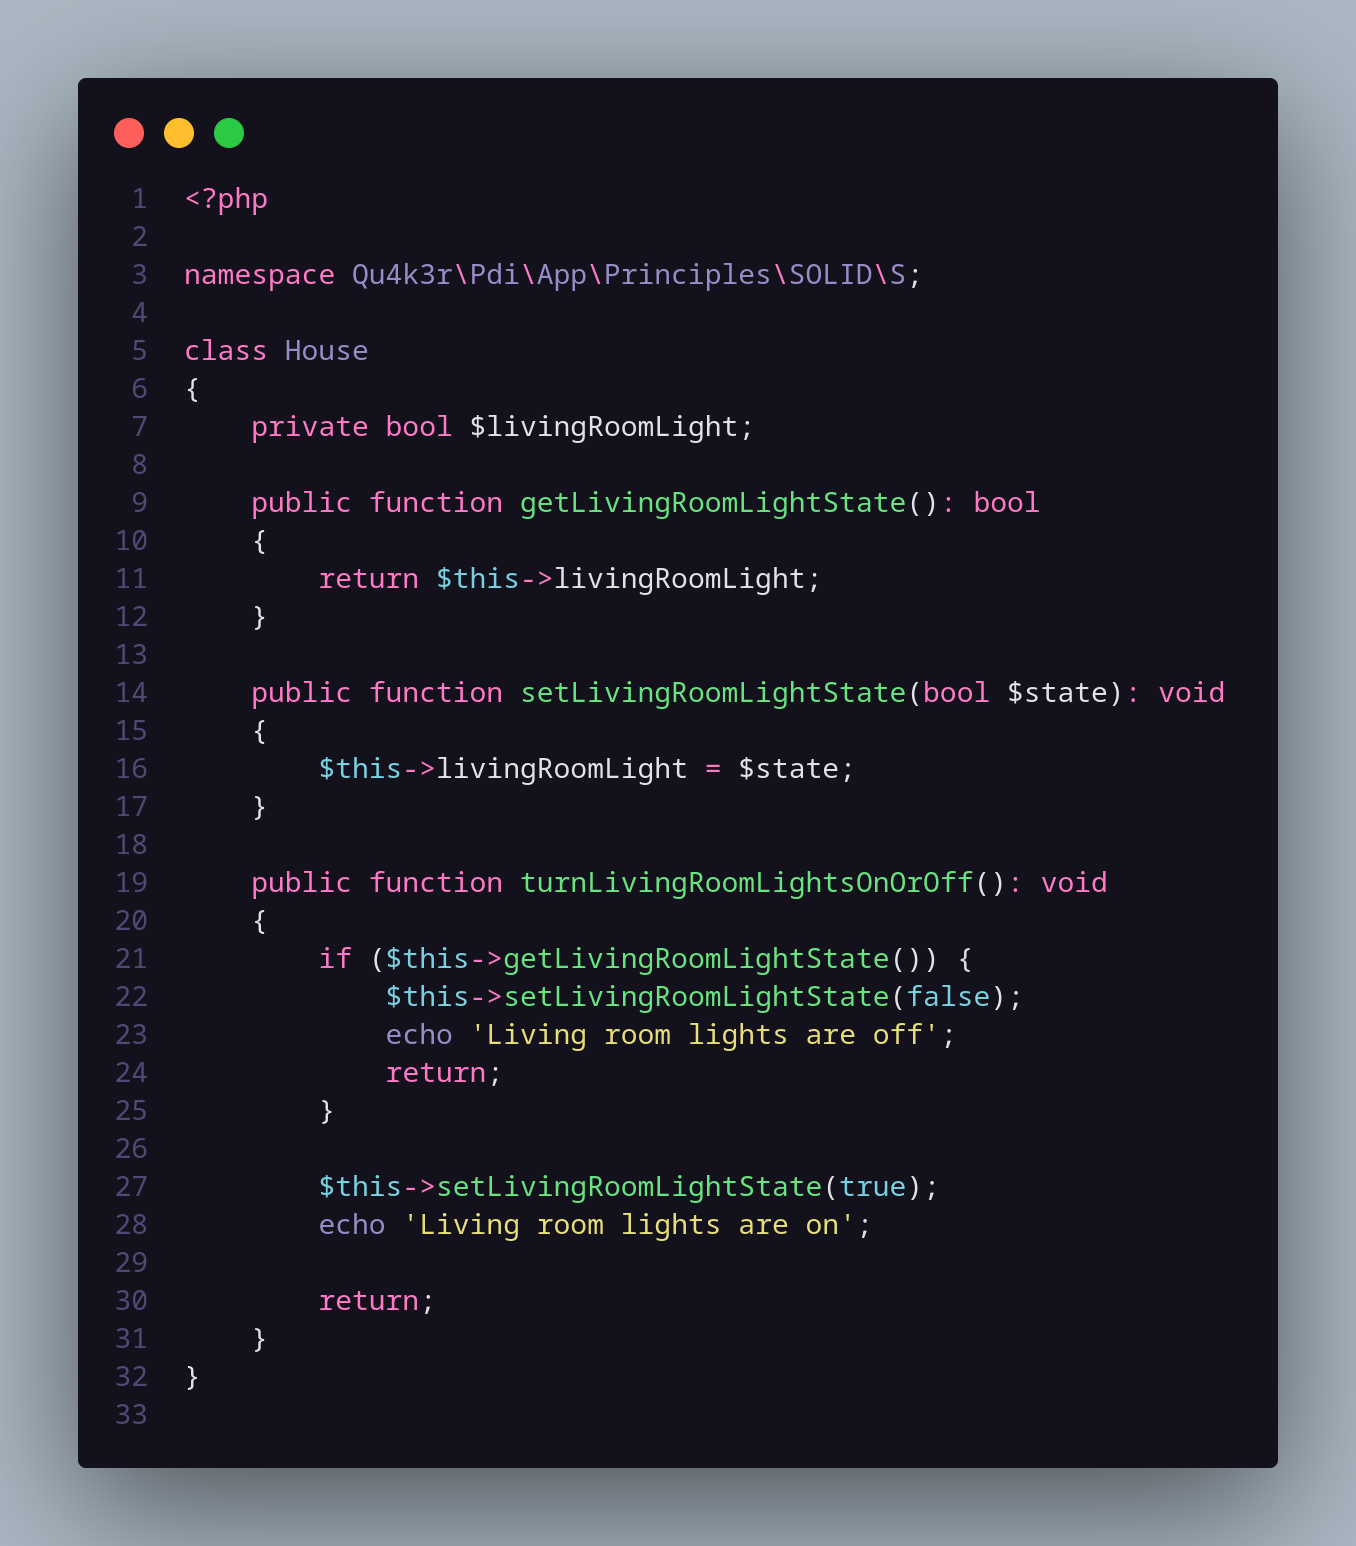 1 <?php
2
3 namespace Qu4k3r\Pdi\App\Principles\SOLID\S;
4
5 class House
6 {
7     private bool $livingRoomLight;
8
9     public function getLivingRoomLightState(): bool
10     {
11         return $this->livingRoomLight;
12     }
13
14     public function setLivingRoomLightState(bool $state): void
15     {
16         $this->livingRoomLight = $state;
17     }
18
19     public function turnLivingRoomLightsOnOrOff(): void
20     {
21         if ($this->getLivingRoomLightState()) {
22             $this->setLivingRoomLightState(false);
23             echo 'Living room lights are off';
24             return;
25         }
26
27         $this->setLivingRoomLightState(true);
28         echo 'Living room lights are on';
29
30         return;
31     }
32 }
33